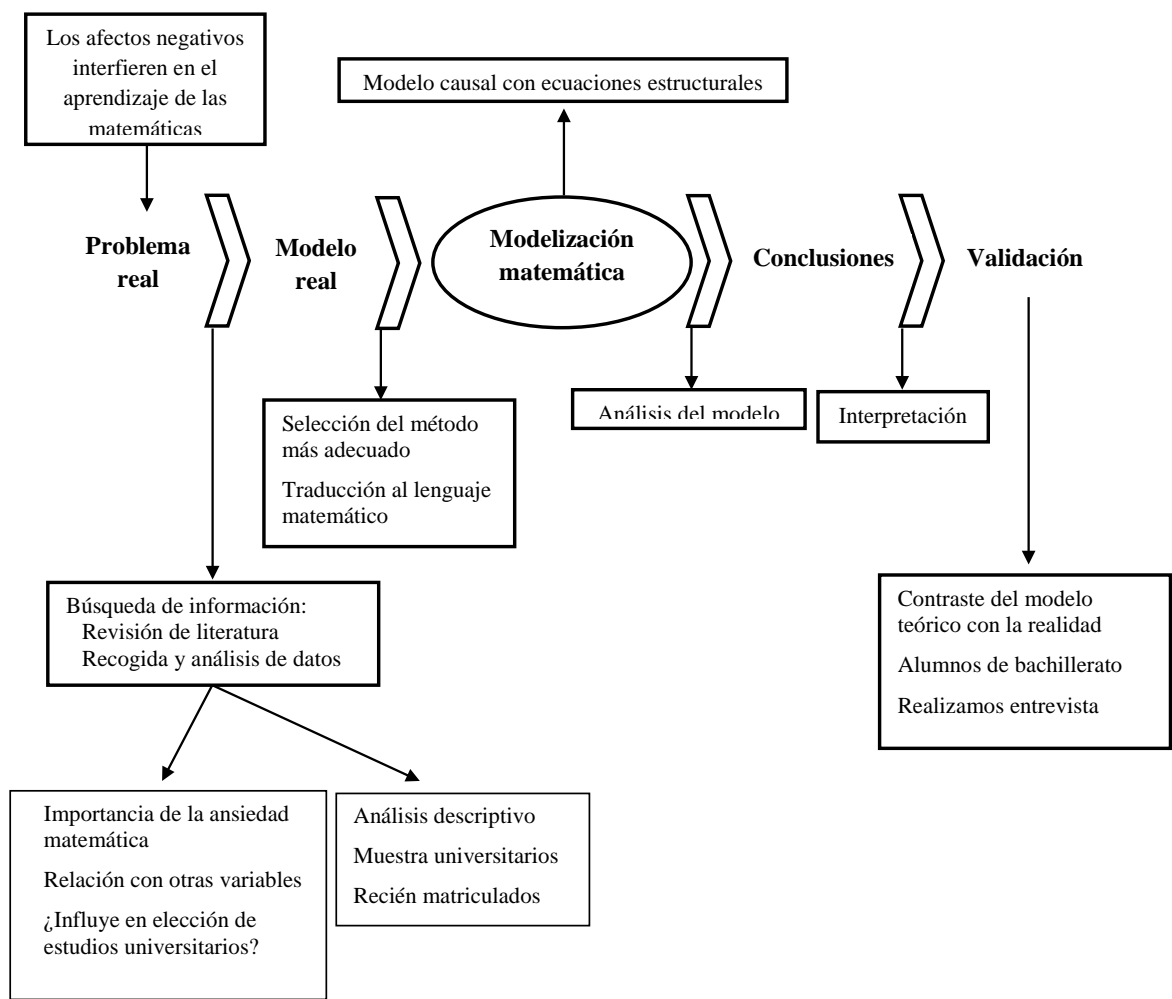 Los afectos negativos
interfieren en el
aprendizaje de las
matemáticas
Modelo causal con ecuaciones estructurales
Problema
real
Modelo
real
Modelización
matemática
Conclusiones
Validación
Selección del método
más adecuado
Traducción al lenguaje
matemático
Análisis del modelo
Interpretación
Búsqueda de información:
Revisión de literatura
Recogida y análisis de datos
Contraste del modelo
teórico con la realidad
Alumnos de bachillerato
Realizamos entrevista
Importancia de la ansiedad
matemática
Relación con otras variables
¿Influye en elección de
estudios universitarios?
Análisis descriptivo
Muestra universitarios
Recién matriculados